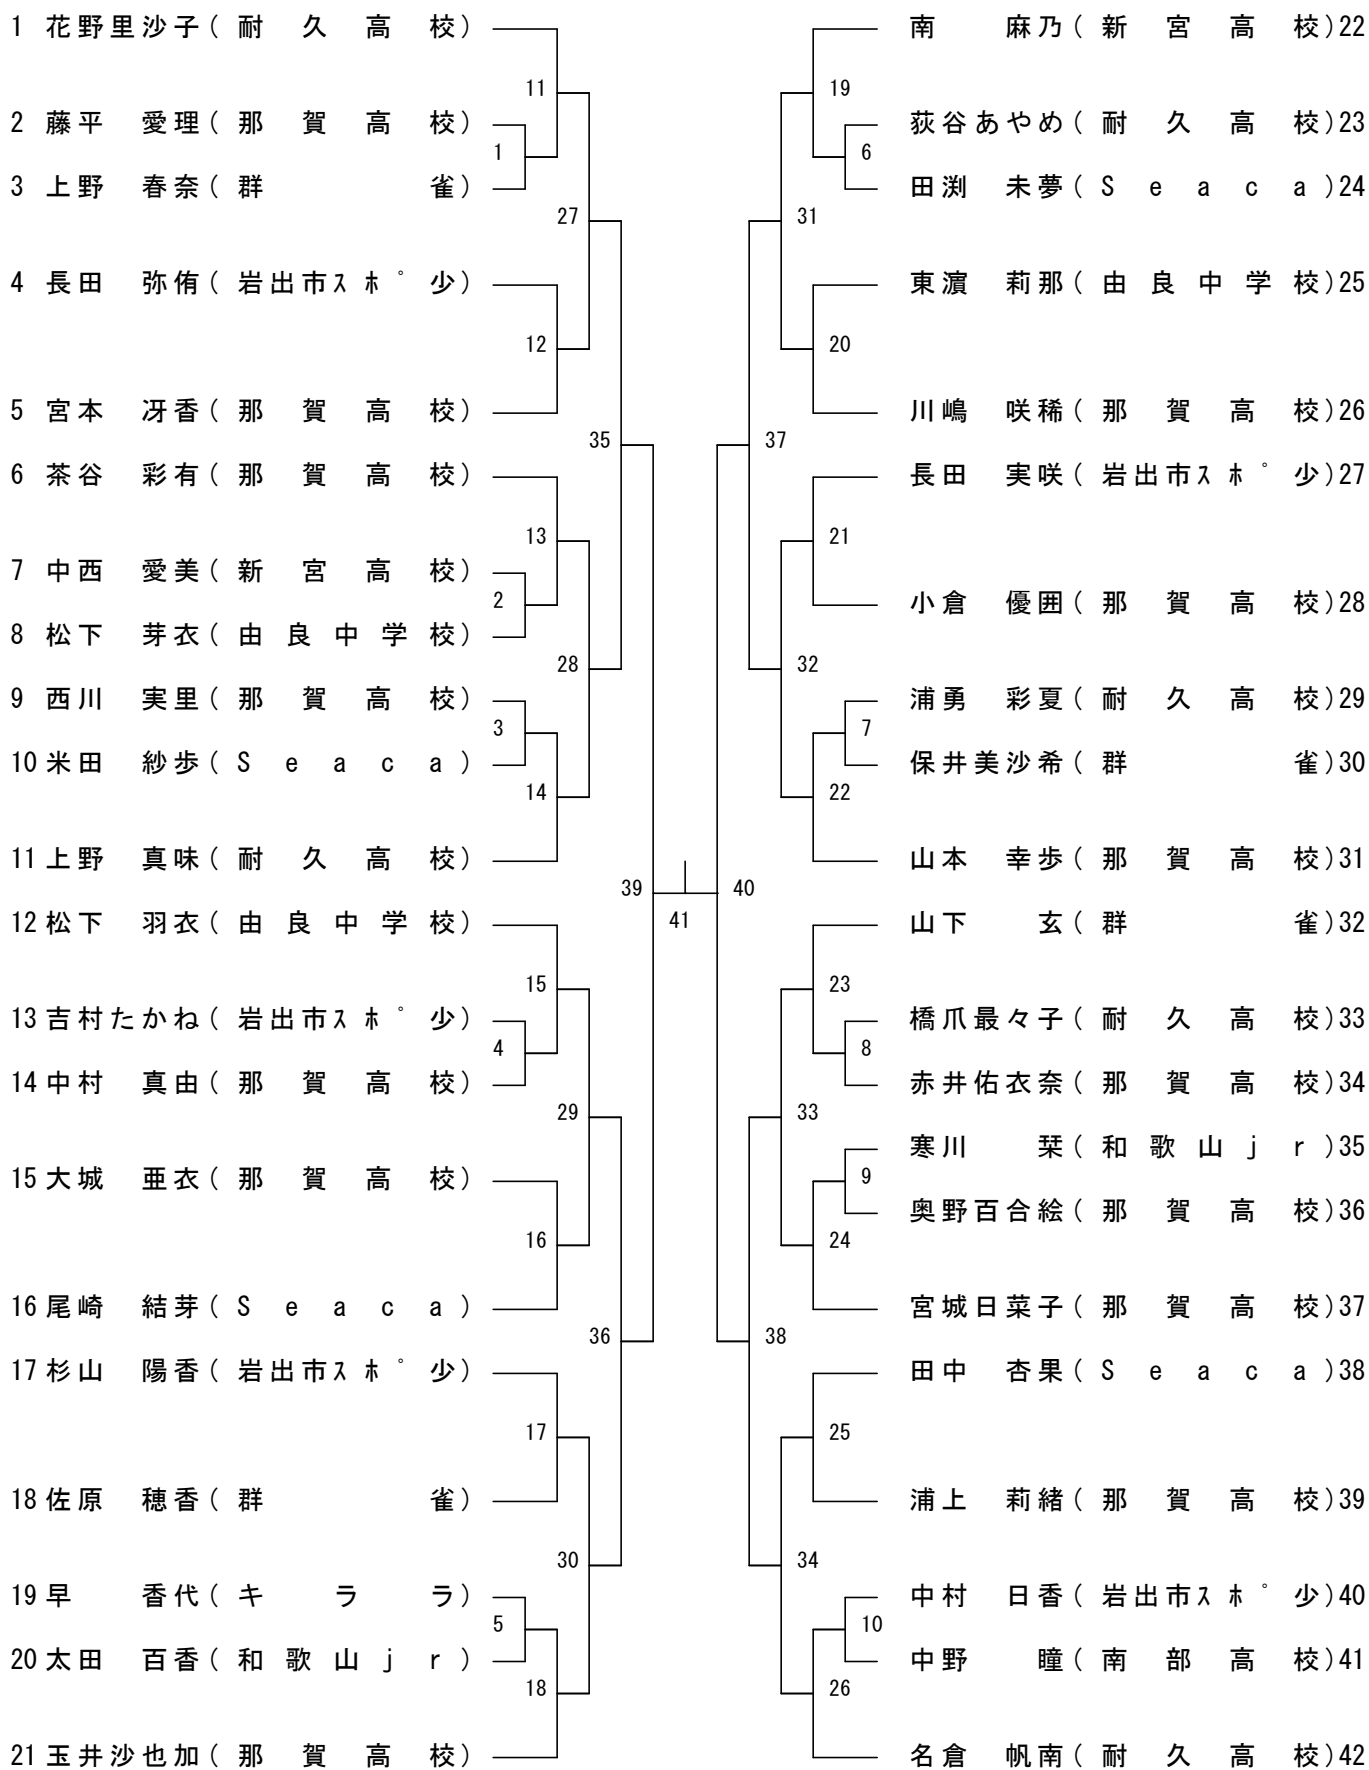 1 花野里沙子(耐久高校)
11
2 藤平 愛理(那賀高校)
1
3 上野 春奈(群雀)
27
4 長田 弥侑(岩出市スポ少)
12
5 宮本 冴香(那賀高校)
35
6 茶谷 彩有(那賀高校)
13
7 中西 愛美(新宮高校)
2
8 松下 芽衣(由良中学校)
28
9 西川 実里(那賀高校)
3
10 米田 紗歩(Seaca)
14
11 上野 真味(耐久高校)
39
12 松下 羽衣(由良中学校)
15
13 吉村たかね(岩出市スポ少)
4
14 中村 真由(那賀高校)
29
15 大城 亜衣(那賀高校)
16
16 尾崎 結芽(Seaca)
36
17 杉山 陽香(岩出市スポ少)
17
18 佐原 穂香(群雀)
30
19 早 香代(キララ)
5
20 太田 百香(和歌山jr)
18
21 玉井沙也加(那賀高校)
41
南 麻乃(新宮高校)22
19
荻谷あやめ(耐久高校)23
6
田渕 未夢(Seaca)24
31
東濵 莉那(由良中学校)25
20
川嶋 咲稀(那賀高校)26
37
長田 実咲(岩出市スポ少)27
21
小倉 優囲(那賀高校)28
32
浦勇 彩夏(耐久高校)29
7
保井美沙希(群雀)30
22
山本 幸歩(那賀高校)31
40
山下 玄(群雀)32
23
橋爪最々子(耐久高校)33
8
赤井佑衣奈(那賀高校)34
33
寒川 栞(和歌山jr)35
9
奥野百合絵(那賀高校)36
24
宮城日菜子(那賀高校)37
38
田中 杏果(Seaca)38
25
浦上 莉緒(那賀高校)39
34
中村 日香(岩出市スポ少)40
10
中野 瞳(南部高校)41
26
名倉 帆南(耐久高校)42